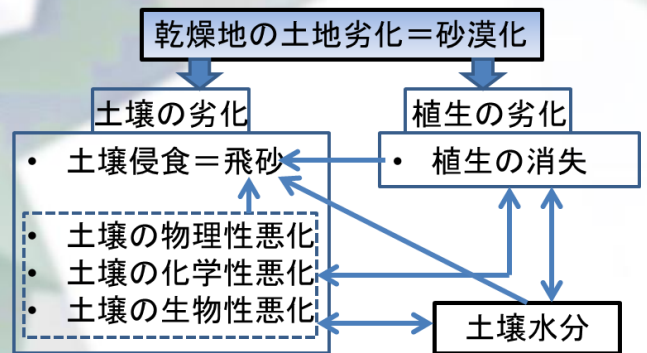 乾燥地の土地劣化＝砂漠化
土壌の劣化
植生の劣化
• 土壌侵食＝飛砂
• 植生の消失
• 土壌の物理性悪化
• 土壌の化学性悪化
• 土壌の生物性悪化
土壌水分